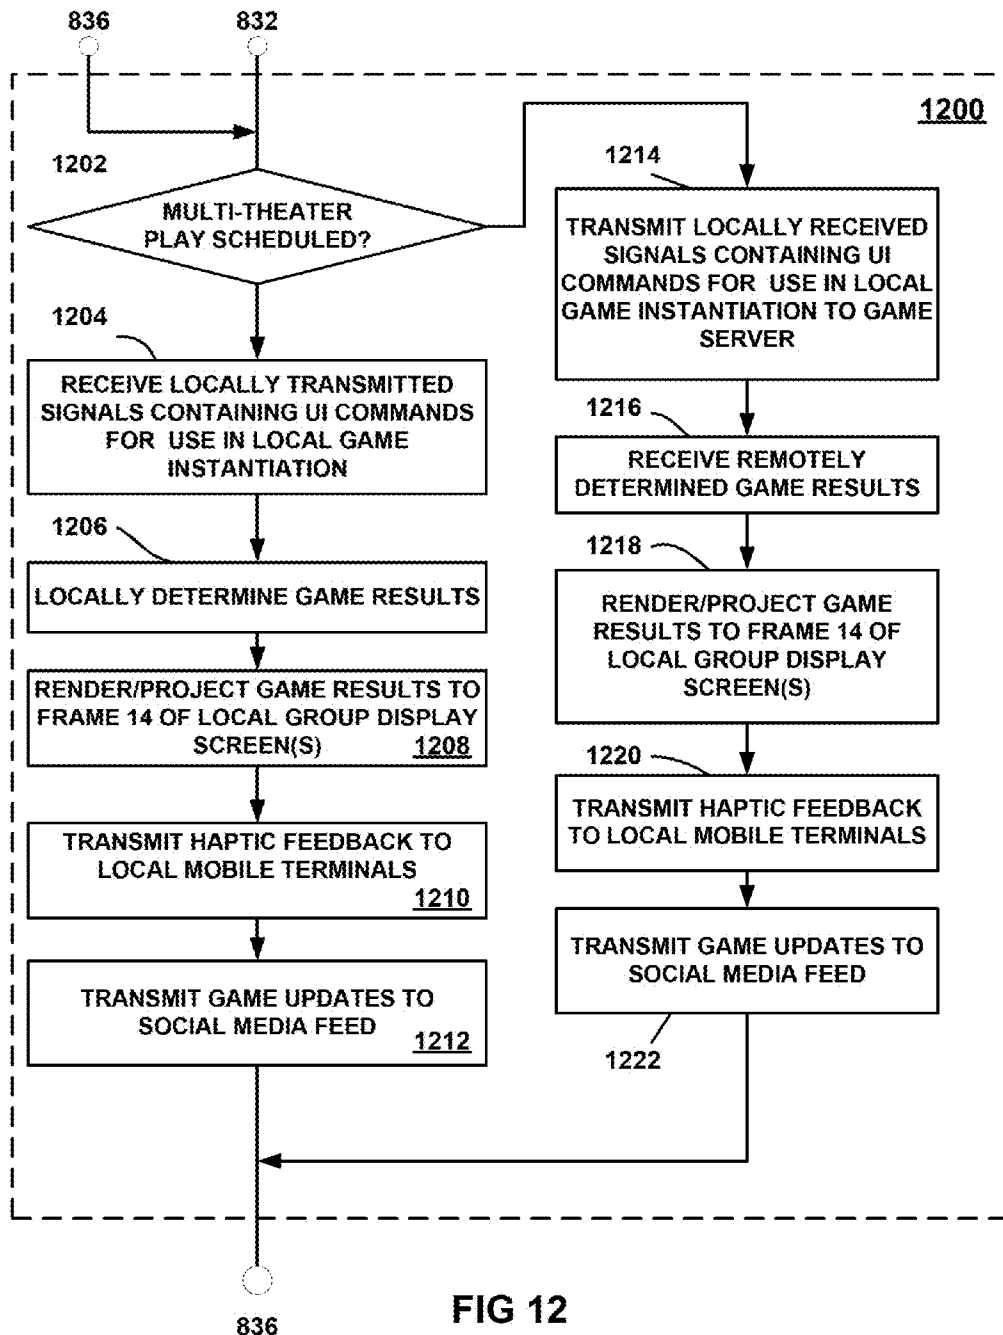 836
832
1200
1202
MULTI-THEATER
PLAY SCHEDULED?
1204
RECEIVE LOCALLY TRANSMITTED
SIGNALS CONTAINING UI COMMANDS
FOR USE IN LOCAL GAME
INSTANTIATION
1206
LOCALLY DETERMINE GAME RESULTS
RENDER/PROJECT GAME RESULTS TO
FRAME 14 OF LOCAL GROUP DISPLAY
SCREEN(S)
1208
TRANSMIT HAPTIC FEEDBACK TO
LOCAL MOBILE TERMINALS
1210
TRANSMIT GAME UPDATES TO
SOCIAL MEDIA FEED
1212
1214
TRANSMIT LOCALLY RECEIVED
SIGNALS CONTAINING UI
COMMANDS FOR USE IN LOCAL
GAME INSTANTIATION TO GAME
SERVER
1216
RECEIVE REMOTELY
DETERMINED GAME RESULTS
1218
RENDER/PROJECT GAME
RESULTS TO FRAME 14 OF
LOCAL GROUP DISPLAY
SCREEN(S)
1220
TRANSMIT HAPTIC FEEDBACK
TO LOCAL MOBILE TERMINALS
TRANSMIT GAME UPDATES TO
SOCIAL MEDIA FEED
1222
836
FIG 12